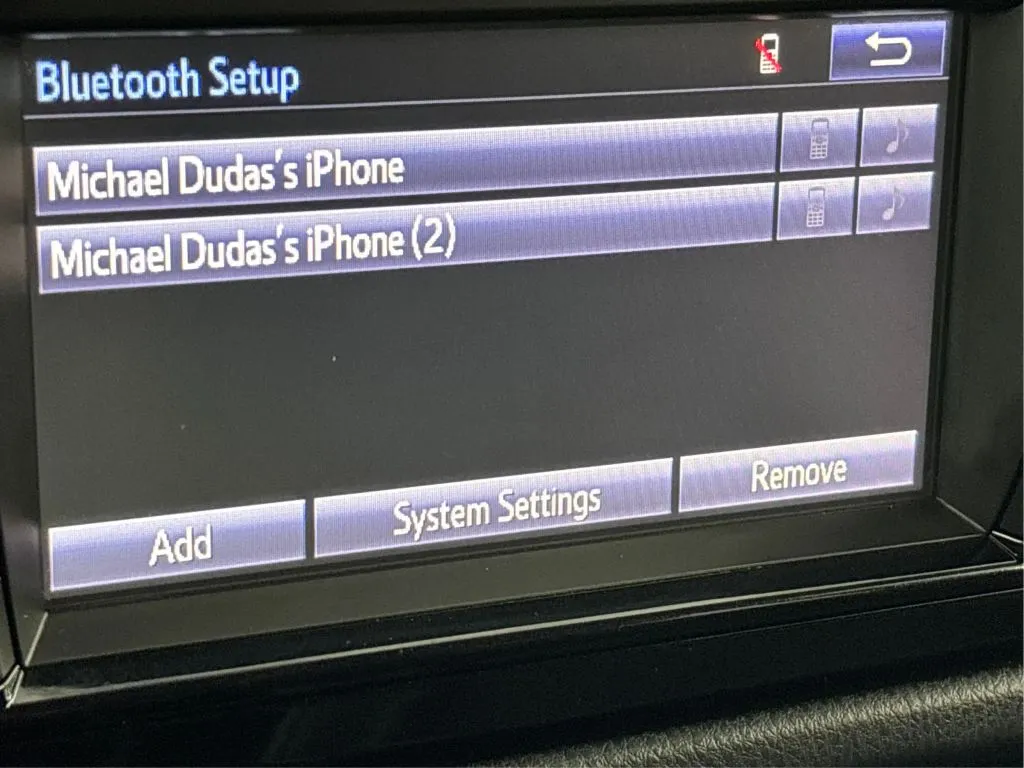 Bluetooth Setup
Michael Dudas's iPhone
Michael Dudas's iPhone (2)
Add
System Settings
Remove